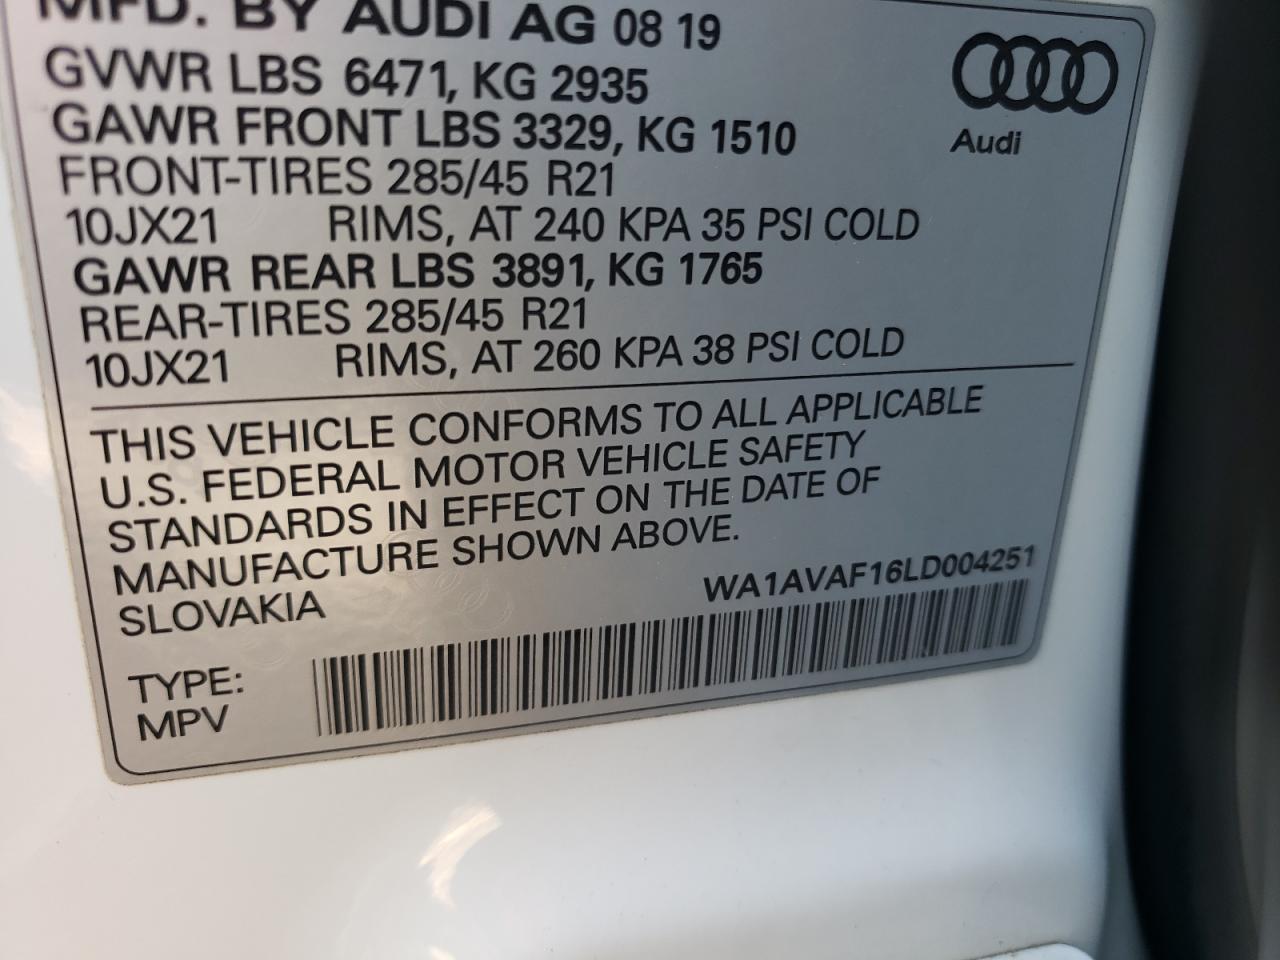 MFD. BY AUDI AG 08 19
GVWR LBS 6471, KG 2935
GAWR FRONT LBS 3329, KG 1510
FRONT-TIRES 285/45 R21
10JX21 RIMS, AT 240 KPA 35 PSI COLD
GAWR REAR LBS 3891, KG 1765
REAR-TIRES 285/45 R21
10JX21 RIMS, AT 260 KPA 38 PSI COLD
Audi
THIS VEHICLE CONFORMS TO ALL APPLICABLE
U.S. FEDERAL MOTOR VEHICLE SAFETY
STANDARDS IN EFFECT ON THE DATE OF
MANUFACTURE SHOWN ABOVE.
SLOVAKIA
WA1AVAF16LD004251
TYPE:
MPV